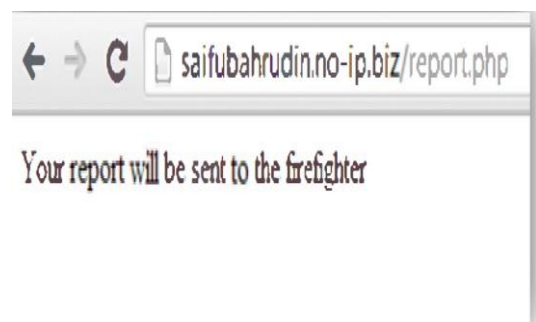 saifubahrudin.no-ip.biz/report.php
Your report will be sent to the firefighter